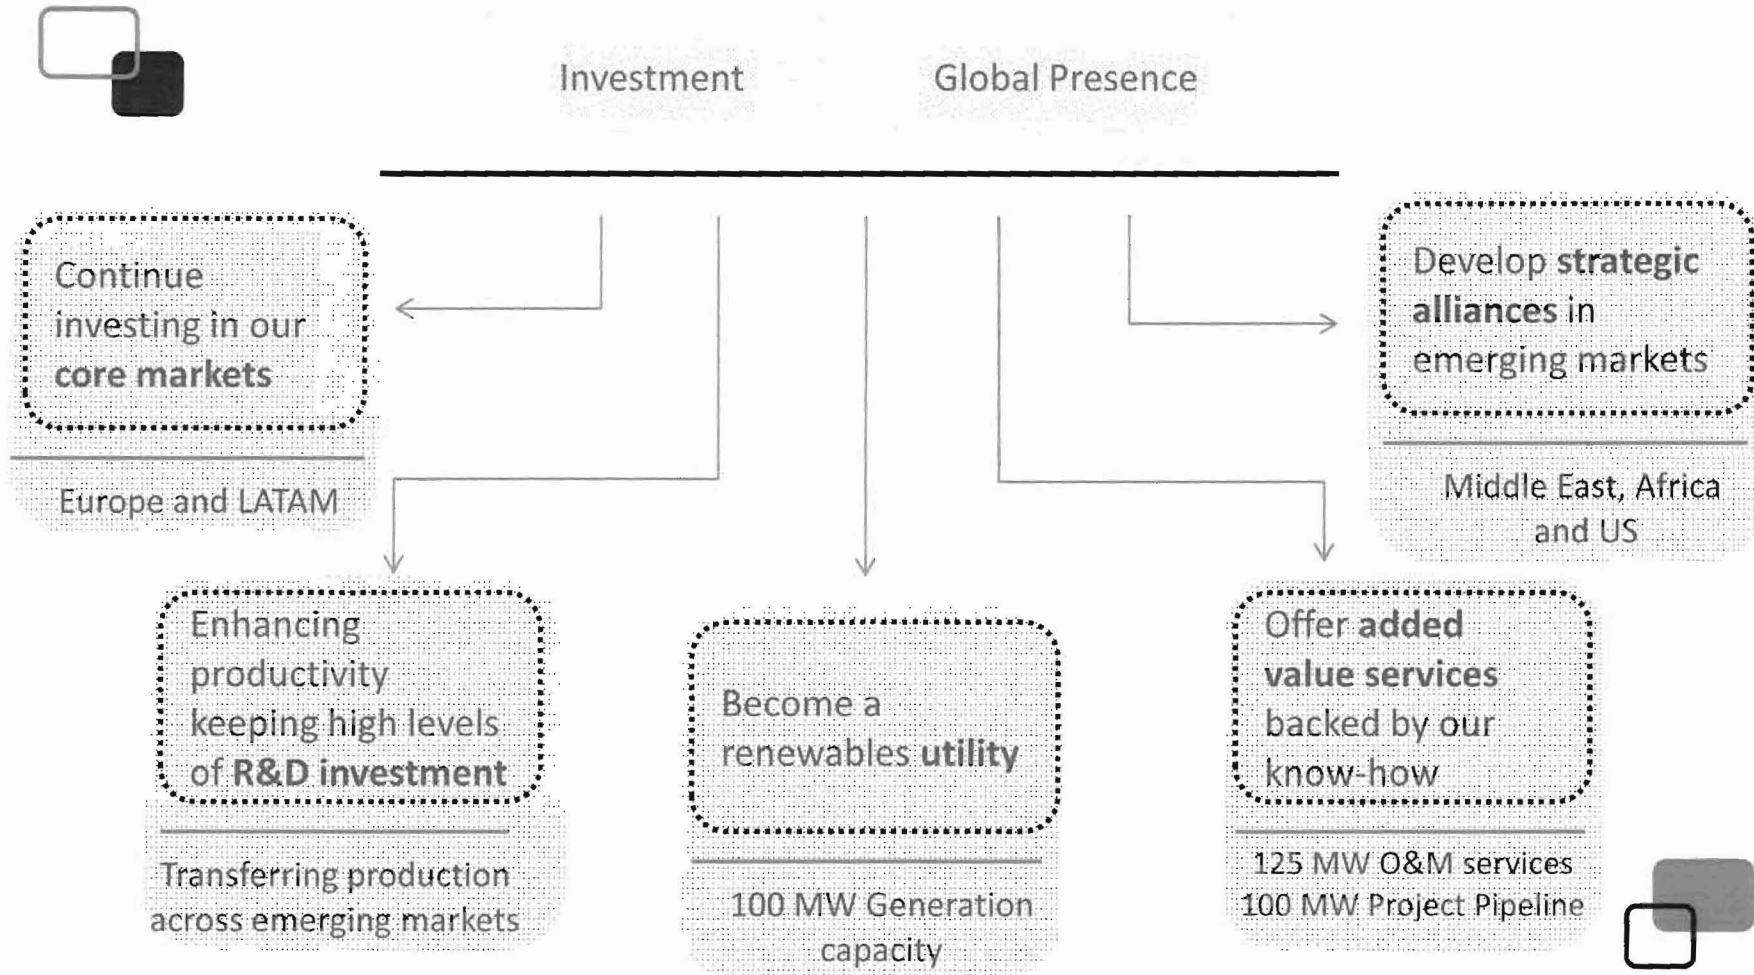 Investment
Global Presence
Continue
investing in our
core markets
Europe and LATAM
Develop strategic
alliances in
emerging markets
Middle East, Africa
and US
Enhancing
productivity
keeping high levels
of R&D investment
Transferring production
across emerging markets
Become a
renewables utility
100 MW Generation
capacity
Offer added
value services
backed by our
know-how
125 MW O&M services
100 MW Project Pipeline